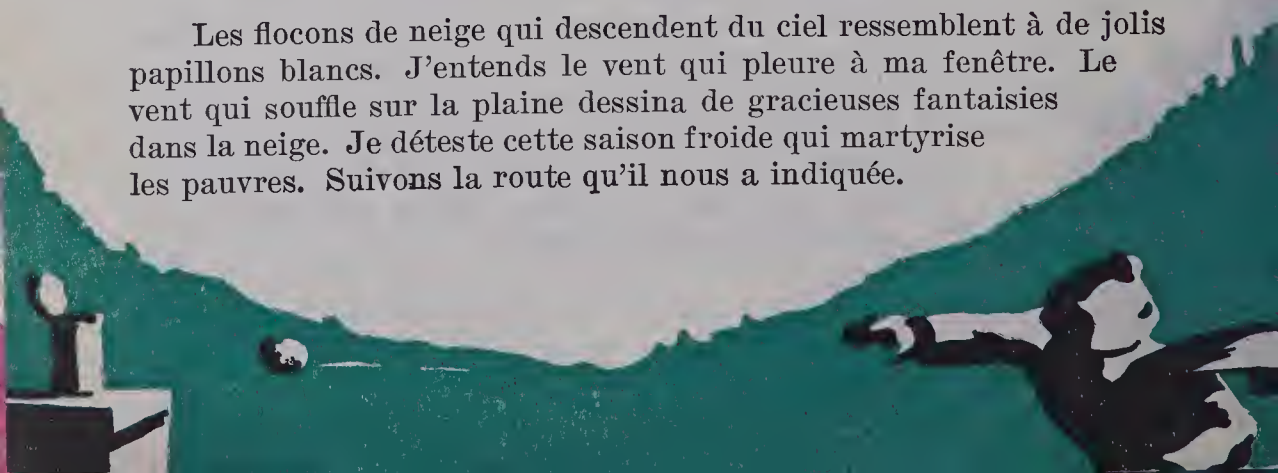 Les flocons de neige qui descendent du ciel ressemblent à de jolis
papillons blancs. J'entends le vent qui pleure à ma fenêtre. Le
vent qui souffle sur la plaine dessina de gracieuses fantaisies
dans la neige. Je déteste cette saison froide qui martyrise
les pauvres. Suivons la route qu'il nous a indiquée.